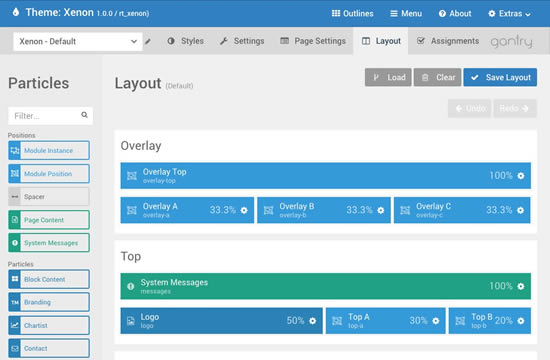 Theme: Xenon 1.0.0 / rt_xenon)
Outlines
Menu
About
Extras
Xenon - Default
Styles
Settings
Page Settings
Layout
Assignments
gantry
Particles
Filter...
Positions
Module Instance
Module Position
Spacer
Page Content
System Messages
Particles
Block Content
Branding
Chartist
Contact
Layout (Default)
Load
Clear
Save Layout
Undo
Redo
Overlay
Overlay Top 100%
overlay-top
Overlay A 33.3%
overlay-a
Overlay B 33.3%
overlay-b
Overlay C 33.3%
overlay-c
Top
System Messages 100%
messages
Logo 50%
logo
Top A 30%
top-a
Top B 20%
top-b